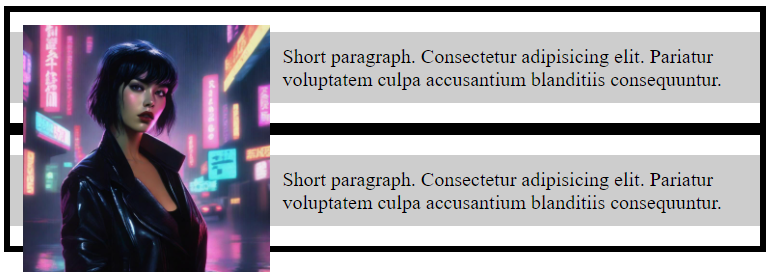 Short paragraph. Consectetur adipisicing elit. Pariatur
voluptatem culpa accusantium blanditiis consequuntur.
Short paragraph. Consectetur adipisicing elit. Pariatur
voluptatem culpa accusantium blanditiis consequuntur.